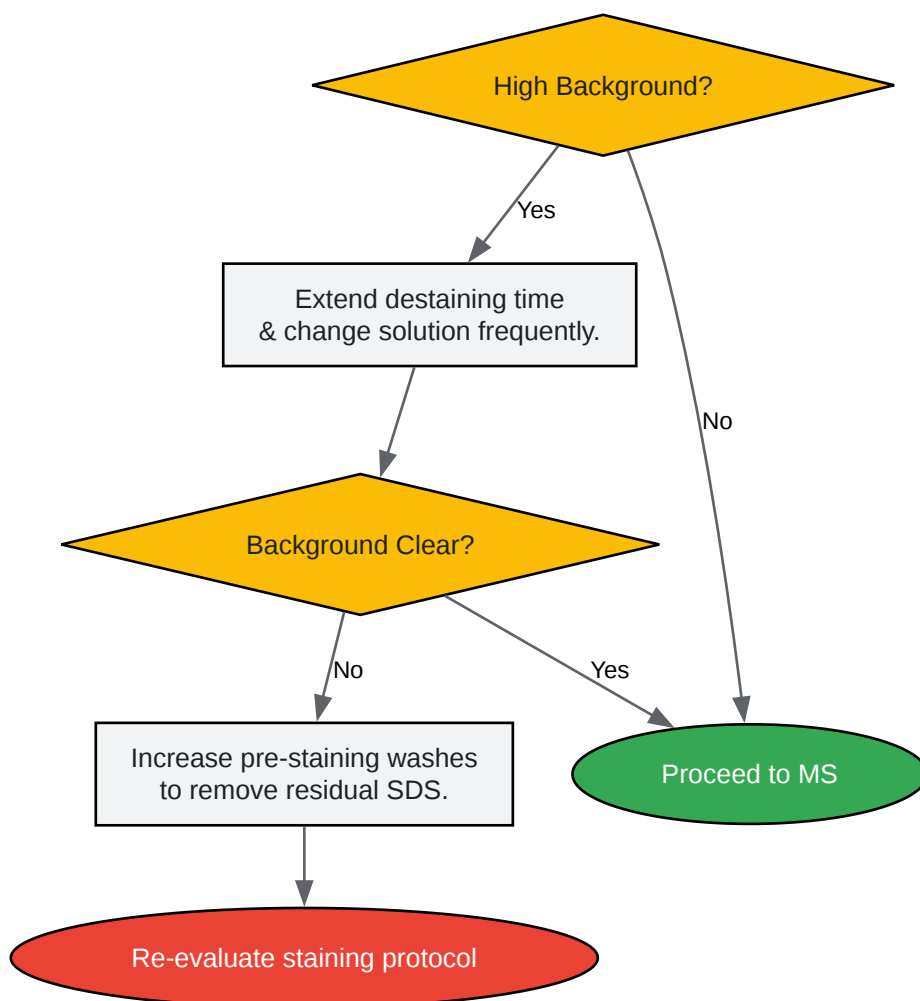 High Background?
Yes
Extend destaining time
& change solution frequently.
No
Background Clear?
No
Yes
Increase pre-staining washes
to remove residual SDS.
Proceed to MS
Re-evaluate staining protocol